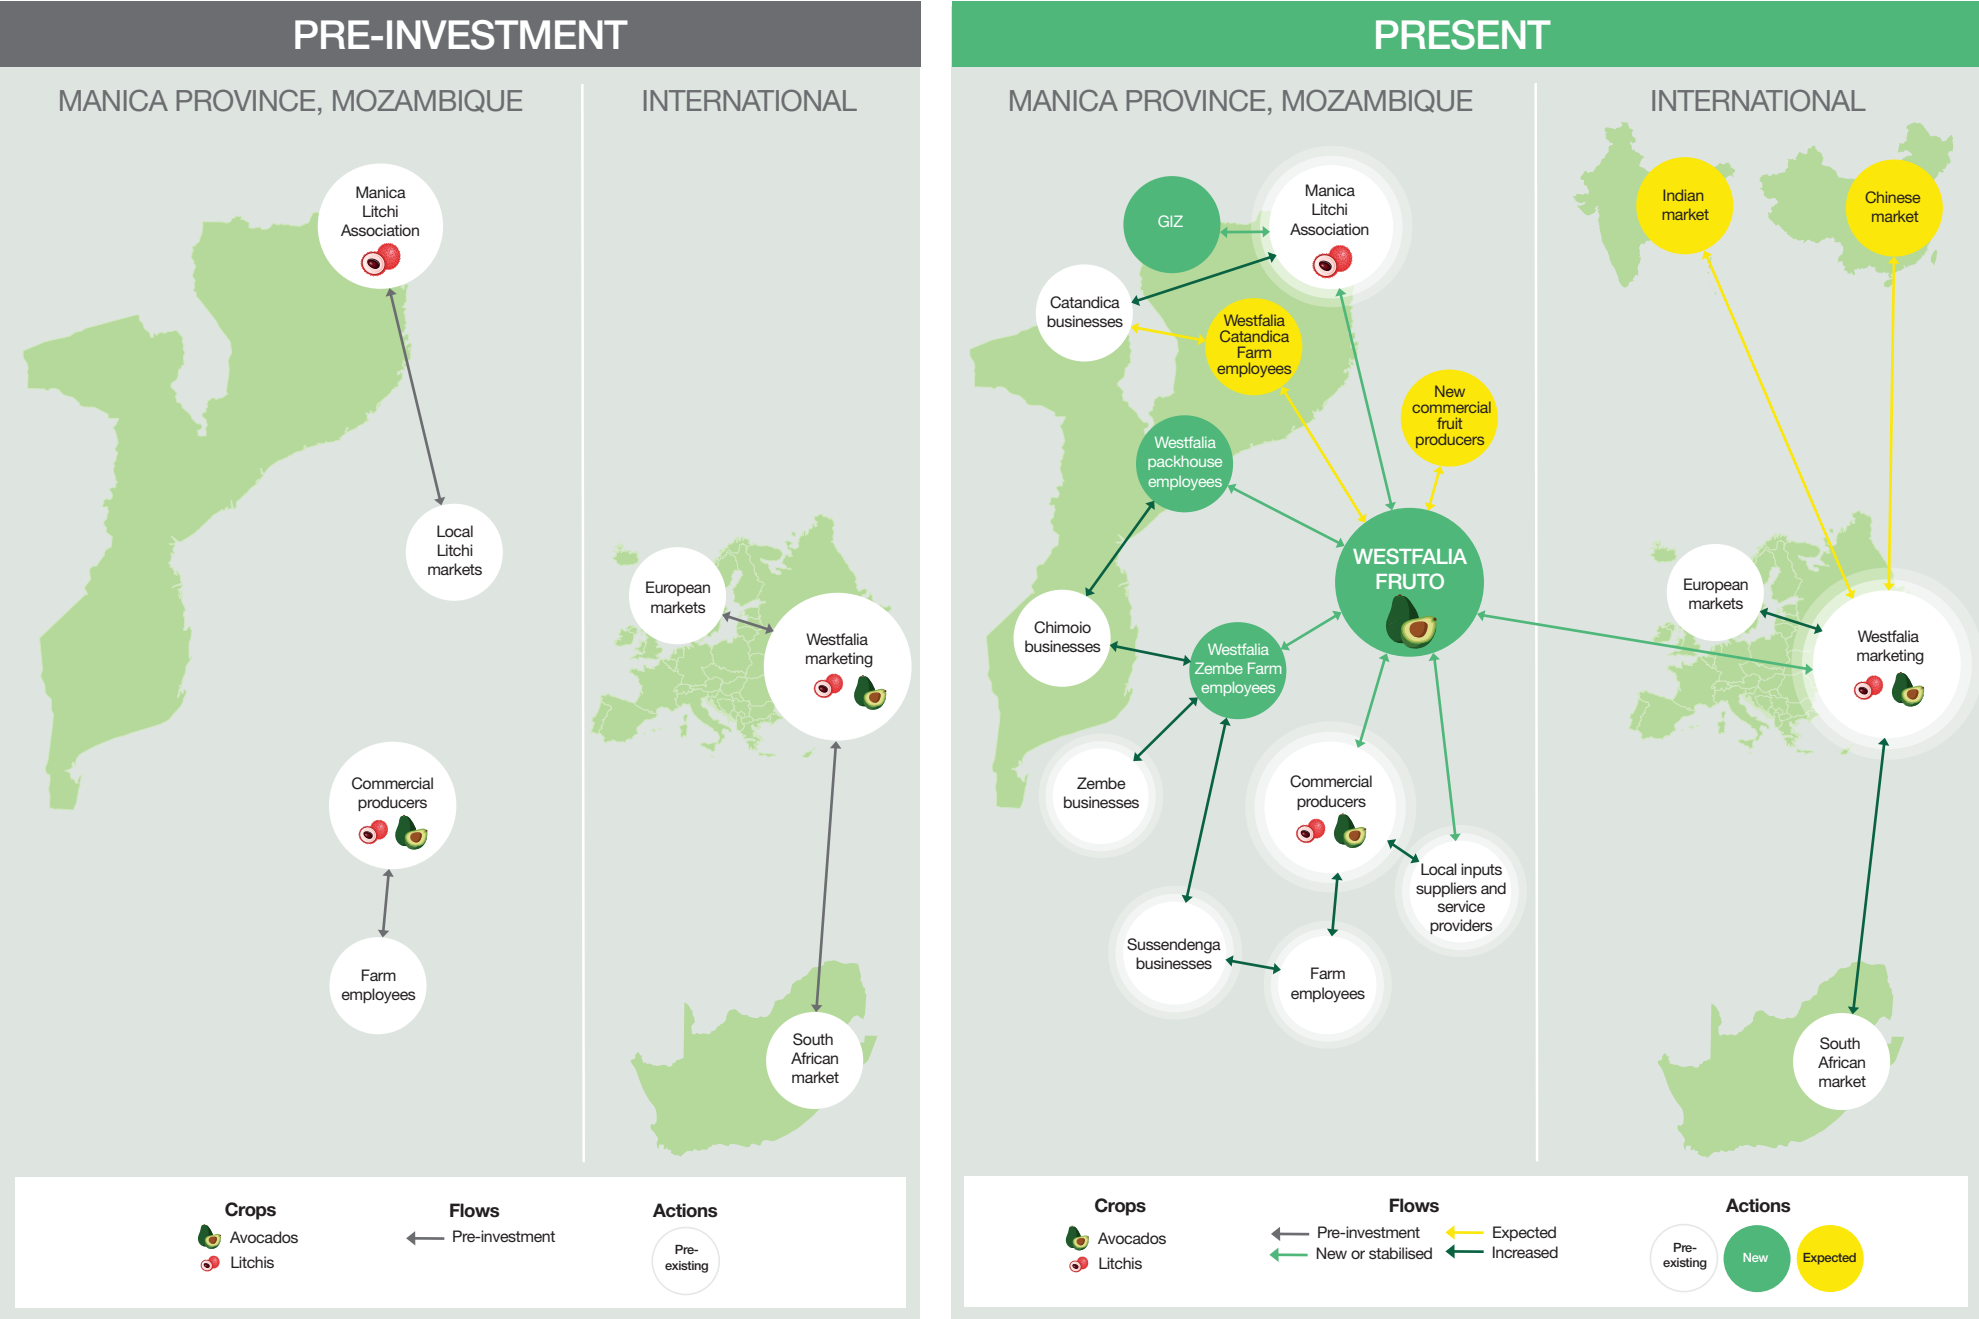 PRE-INVESTMENT
MANICA PROVINCE, MOZAMBIQUE
INTERNATIONAL
Manica
Litchi
Association
Local
Litchi
markets
European
markets
Westfalia
marketing
Commercial
producers
Farm
employees
South
African
market
Crops
Avocados
Litchis
Flows
Pre-investment
Actions
Pre-
existing
PRESENT
MANICA PROVINCE, MOZAMBIQUE
INTERNATIONAL
GIZ
Manica
Litchi
Association
Catandica
businesses
Westfalia
Catandica
Farm
employees
New
commercial
fruit
producers
Westfalia
packhouse
employees
WESTFALIA
FRUTO
Chimoio
businesses
Westfalia
Zembe Farm
employees
Zembe
businesses
Commercial
producers
Local inputs
suppliers and
service
providers
Sussendenga
businesses
Farm
employees
Indian
market
Chinese
market
European
markets
Westfalia
marketing
South
African
market
Crops
Avocados
Litchis
Flows
Pre-investment
New or stabilised
Expected
Increased
Actions
Pre-
existing
New
Expected